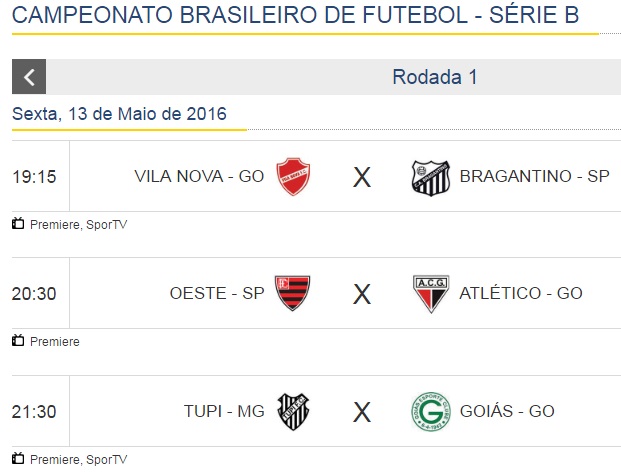 CAMPEONATO BRASILEIRO DE FUTEBOL - SÉRIE B
Rodada 1
Sexta, 13 de Maio de 2016
19:15 VILA NOVA - GO X BRAGANTINO - SP
Premiere, SporTV
20:30 OESTE - SP X A.C.G. ATLÉTICO - GO
Premiere
21:30 TUPI - MG X GOIÁS - GO
Premiere, SporTV